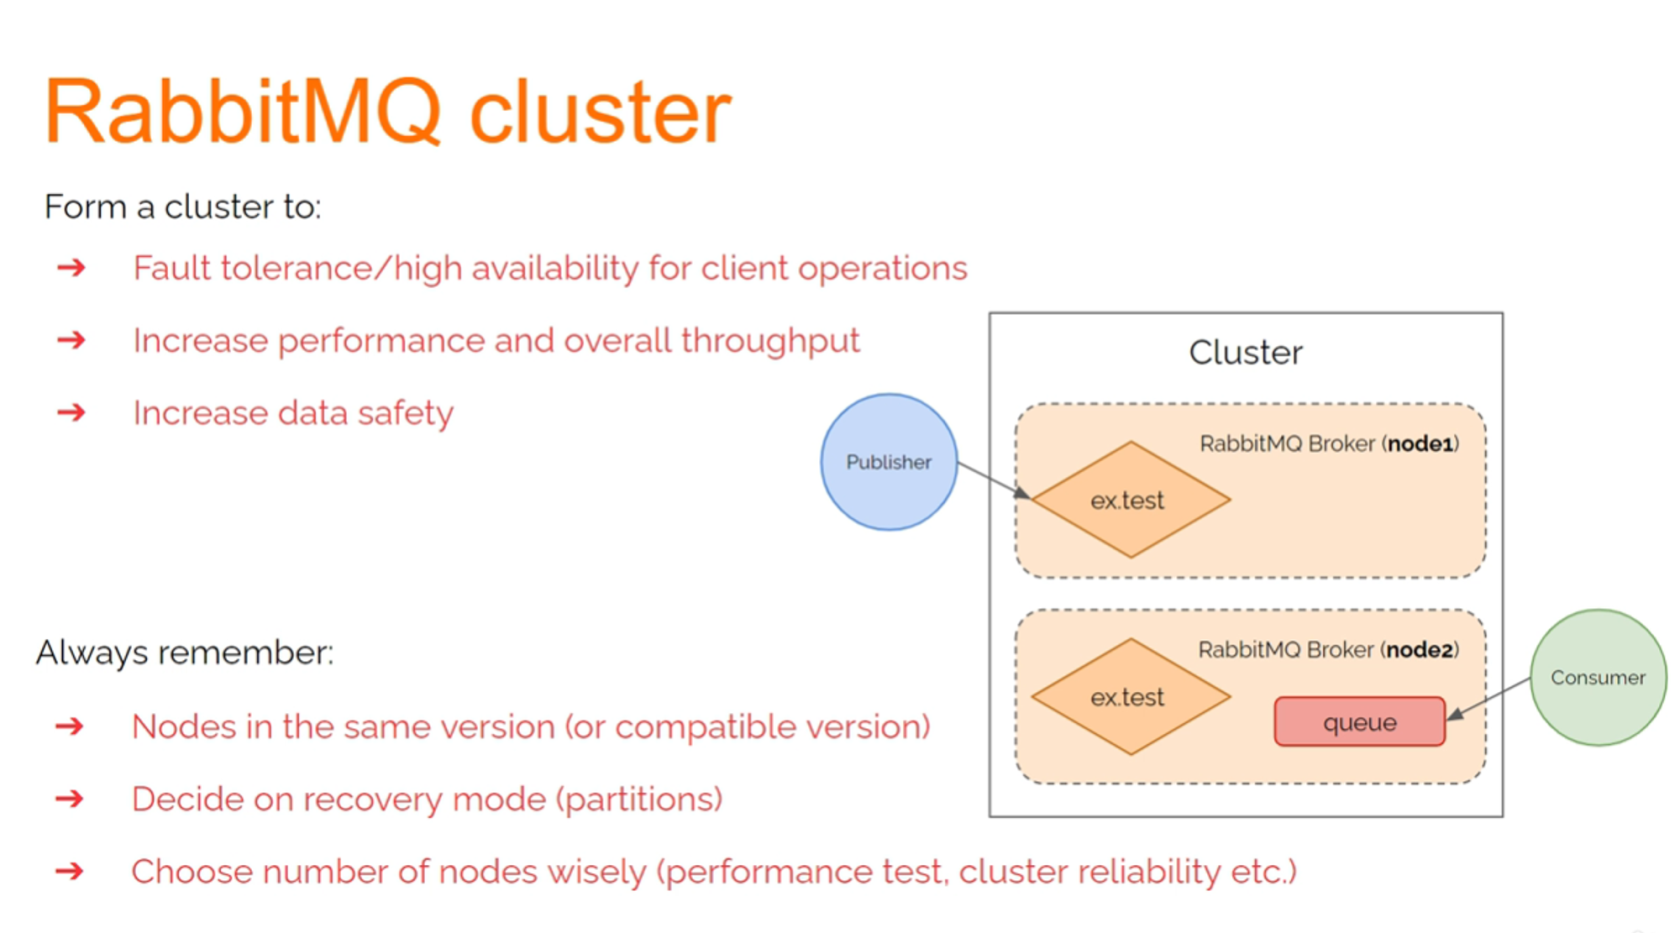 RabbitMQ cluster
Form a cluster to:
➔ Fault tolerance/high availability for client operations
➔ Increase performance and overall throughput
➔ Increase data safety
Cluster
RabbitMQ Broker (node1)
Publisher
ex.test
RabbitMQ Broker (node2)
ex.test
queue
Consumer
Always remember:
➔ Nodes in the same version (or compatible version)
➔ Decide on recovery mode (partitions)
➔ Choose number of nodes wisely (performance test, cluster reliability etc.)